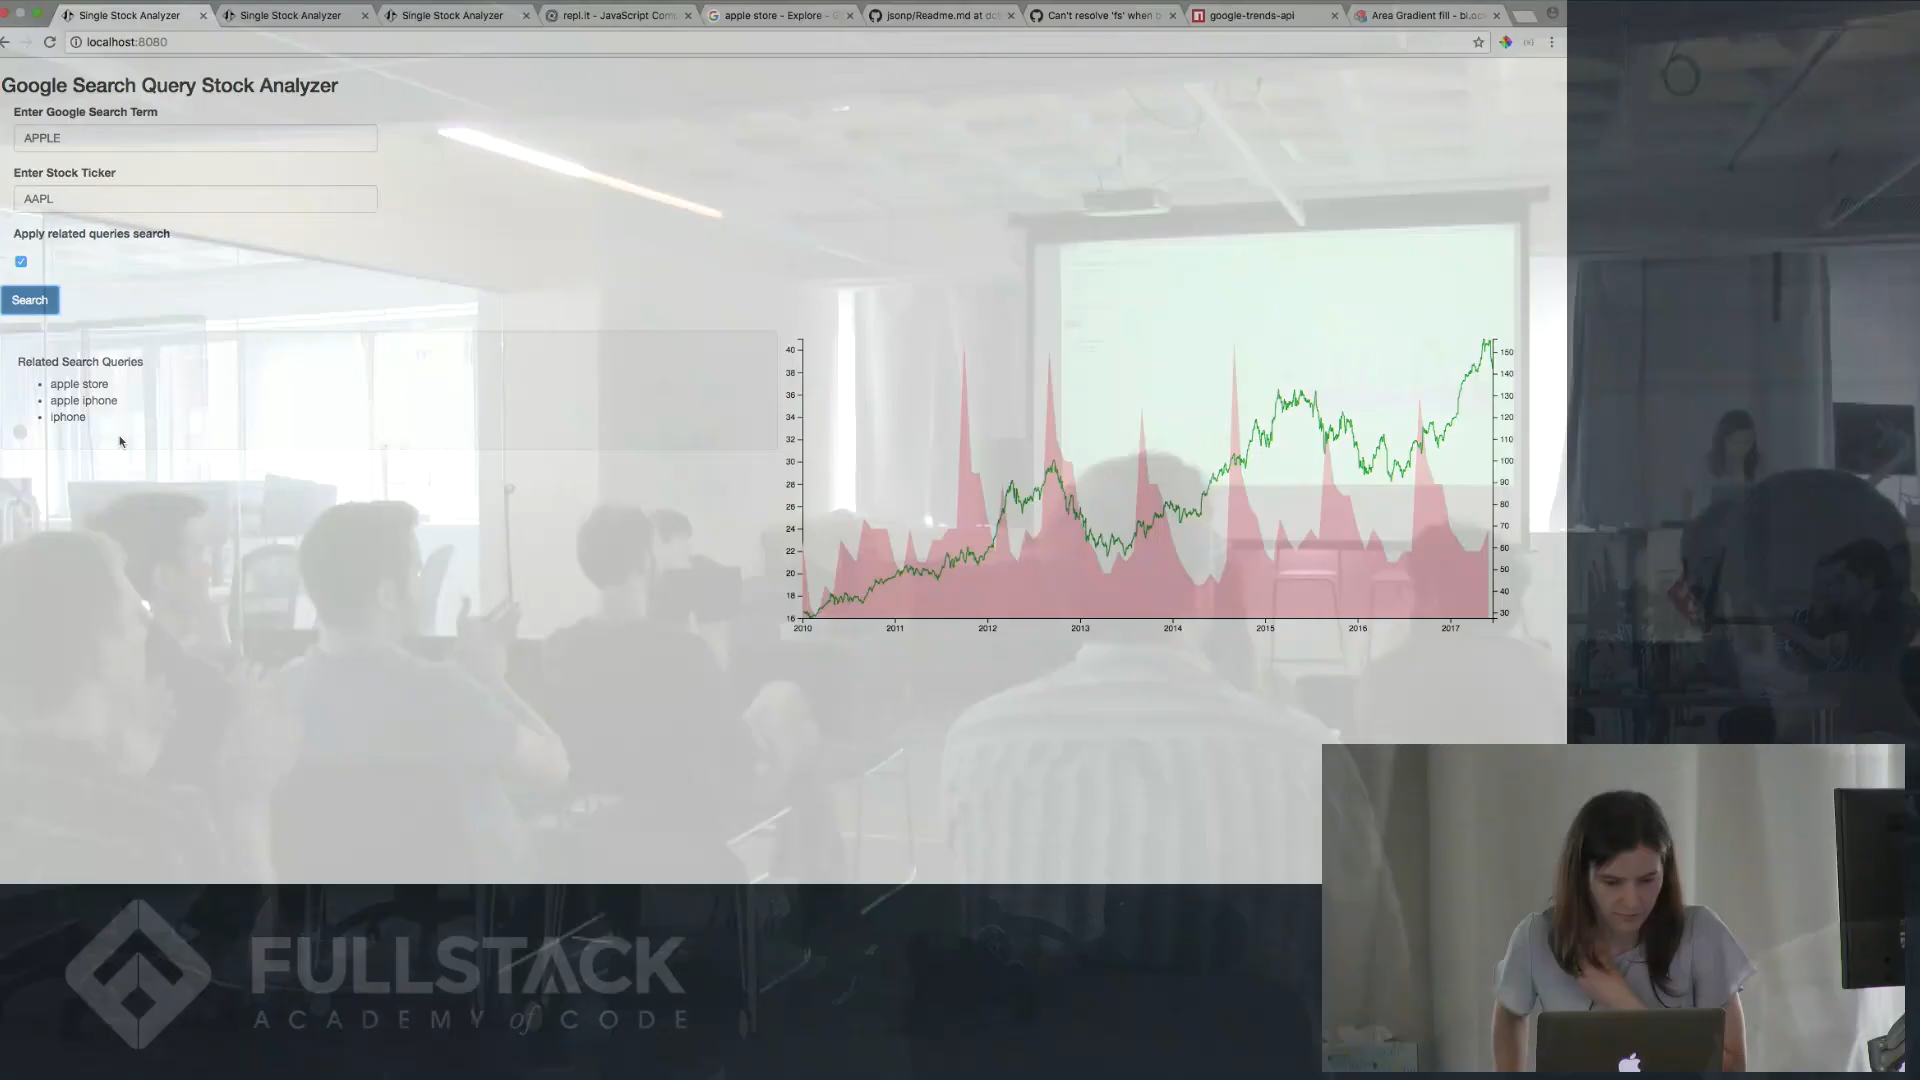 Single Stock Analyzer
Single Stock Analyzer
Single Stock Analyzer
repl.it - JavaScript Com
apple store - Explore - G
jsonp/Readme.md at
Can't resolve 'fs' when
google-trends-api
Area Gradient fill -
localhost:8080
Google Search Query Stock Analyzer
Enter Google Search Term
APPLE
Enter Stock Ticker
AAPL
Apply related queries search
Search
Related Search Queries
apple store
apple iphone
iphone
40
38
36
34
32
30
28
26
24
22
20
18
16
150
140
130
120
110
100
90
80
70
60
50
40
30
2010 2011 2012 2013 2014 2015 2016 2017
FULLSTACK
ACADEMY of CODE